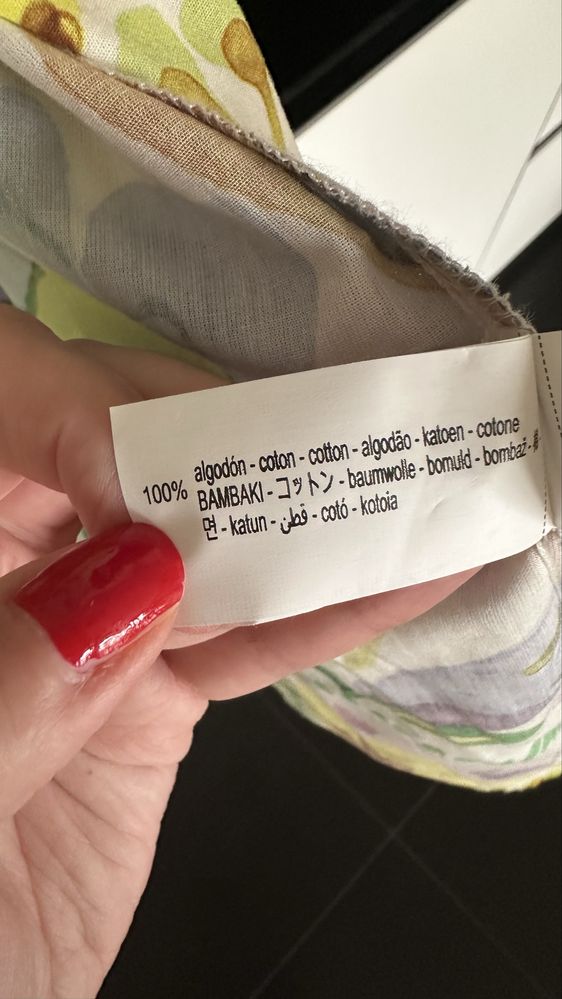 100% algodón - coton - cotton - algodão - katoen - cotone
BAMBAKI - コットン - baumwolle - bomuld - bombaž -
면 - katun - قطن - cotó - kotoia